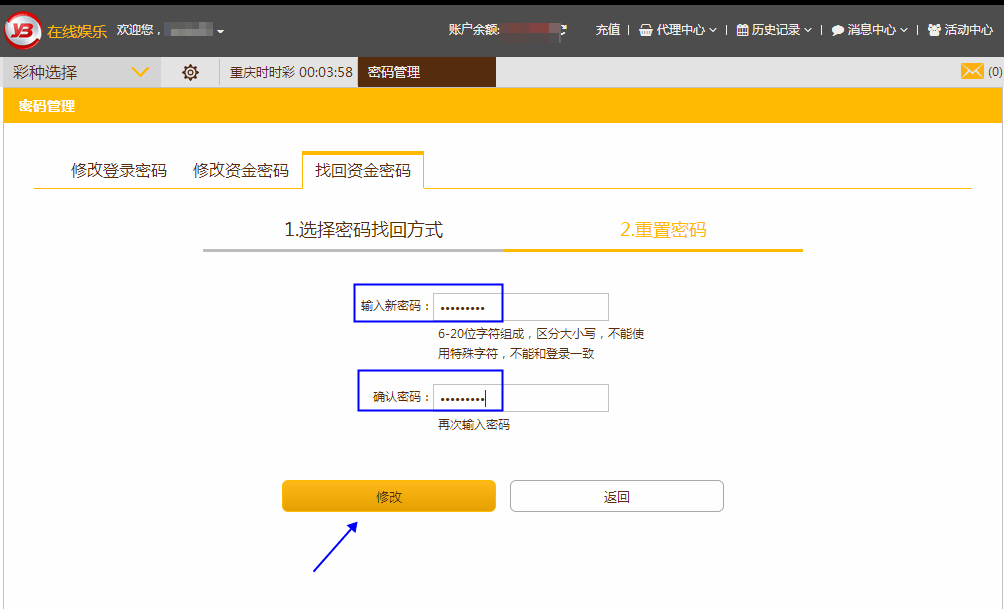 YB 在线娱乐 欢迎您， 账户余额: 充值 代理中心 历史记录 消息中心 活动中心
彩种选择 重庆时时彩 00:03:58 密码管理 (0)
密码管理
修改登录密码 修改资金密码 找回资金密码
1.选择密码找回方式 2.重置密码
输入新密码： •••••••••
6-20位字符组成，区分大小写，不能使
用特殊字符，不能和登录一致
确认密码： •••••••••
再次输入密码
修改 返回